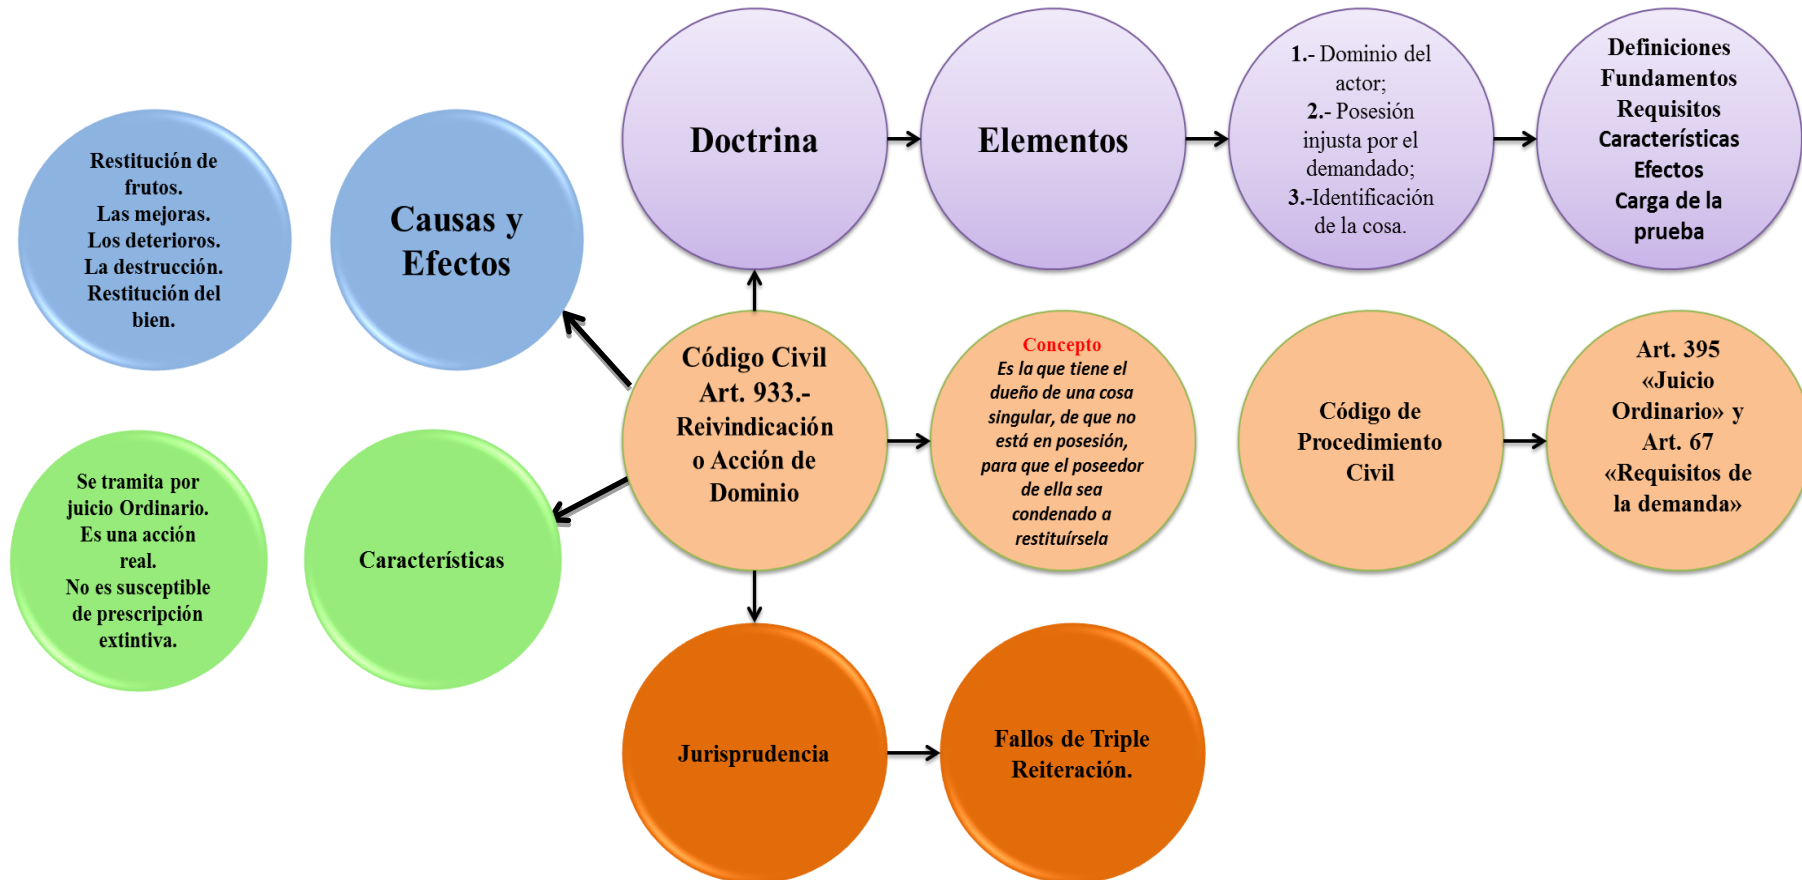 Doctrina
Elementos
1.- Dominio del
actor;
2.- Posesión
injusta por el
demandado;
3.-Identificación
de la cosa.
Definiciones
Fundamentos
Requisitos
Características
Efectos
Carga de la
prueba
Restitución de
frutos.
Las mejoras.
Los deterioros.
La destrucción.
Restitución del
bien.
Causas y
Efectos
Código Civil
Art. 933.-
Reivindicación
o Acción de
Dominio
Concepto
Es la que tiene el
dueño de una cosa
singular, de que no
está en posesión,
para que el poseedor
de ella sea
condenado a
restituírsela
Código de
Procedimiento
Civil
Art. 395
«Juicio
Ordinario» y
Art. 67
«Requisitos de
la demanda»
Se tramita por
juicio Ordinario.
Es una acción
real.
No es susceptible
de prescripción
extintiva.
Características
Jurisprudencia
Fallos de Triple
Reiteración.